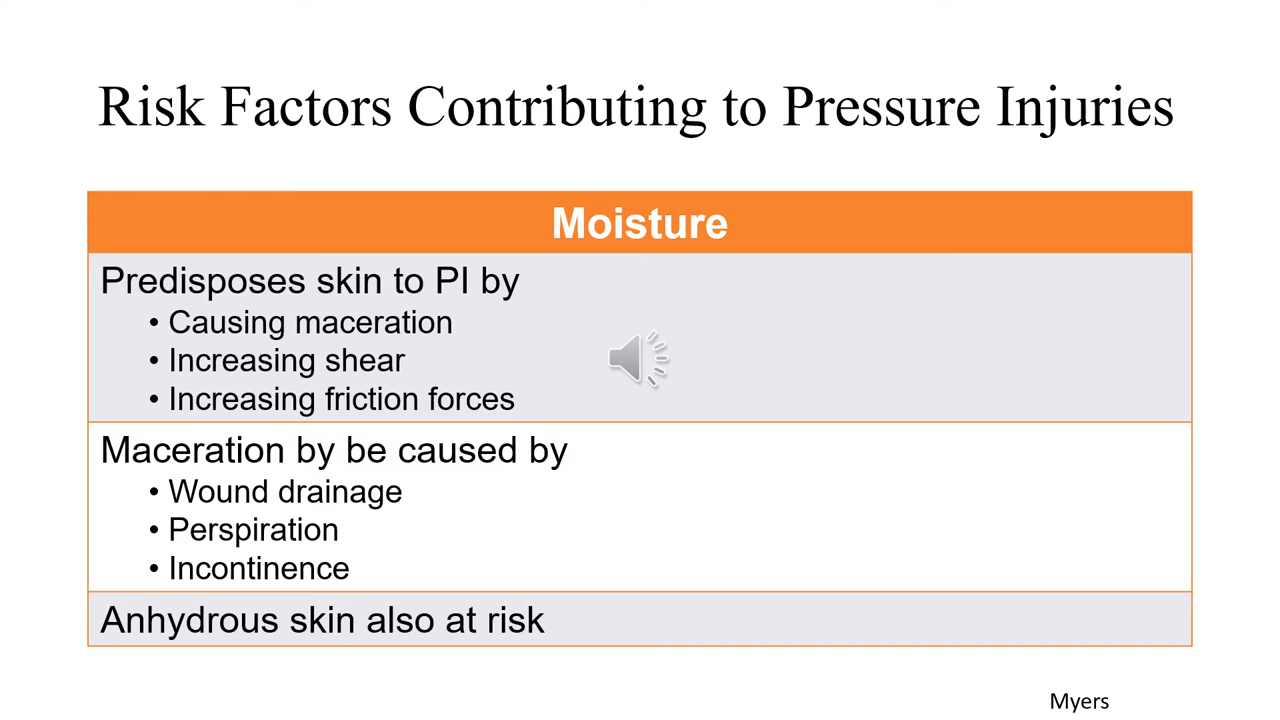 Risk Factors Contributing to Pressure Injuries
Moisture
Predisposes skin to PI by
• Causing maceration
• Increasing shear
• Increasing friction forces
Maceration by be caused by
• Wound drainage
• Perspiration
• Incontinence
Anhydrous skin also at risk
Myers